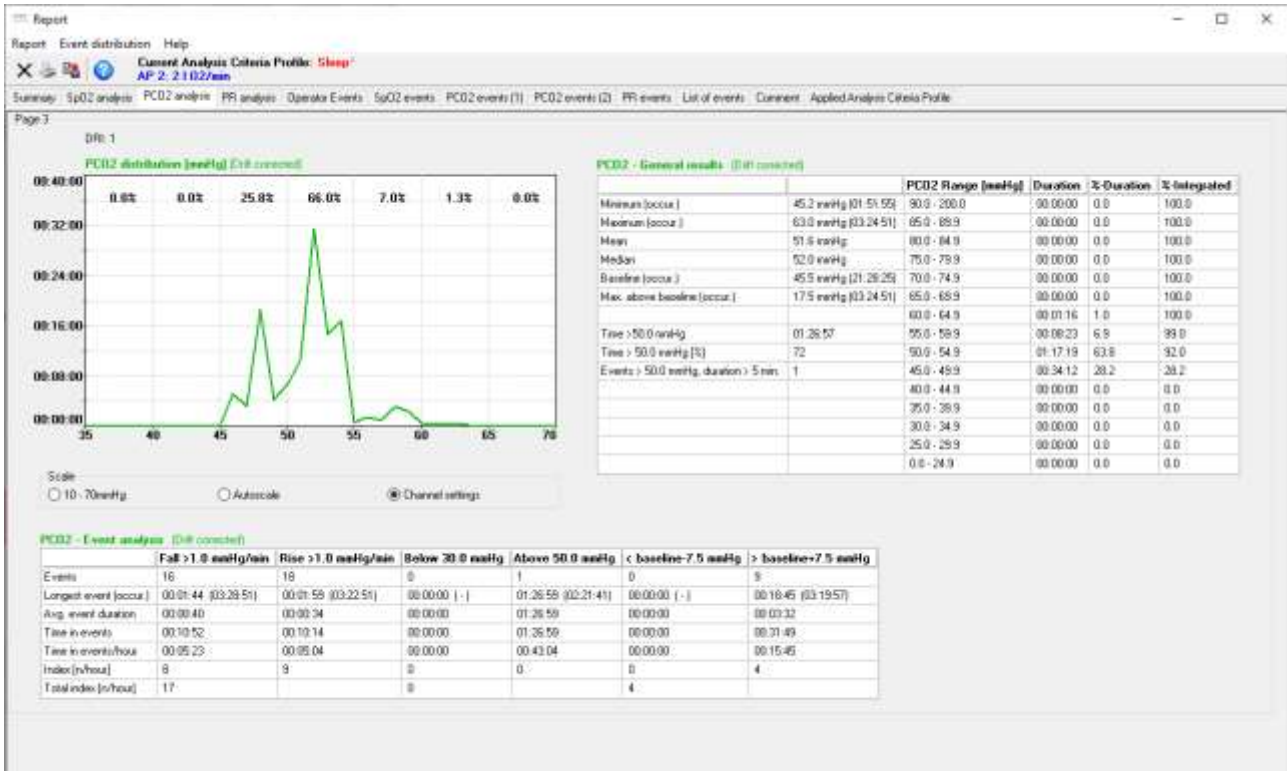 Report
Report Event distribution Help
Current Analysis Criteria Profile: Sleep*
AP 2: 2 l O2/min
Summary SpO2 analysis PCO2 analysis PR analysis Operator Events SpO2 events PCO2 events (1) PCO2 events (2) PR events List of events Comment Applied Analysis Criteria Profile
Page 3
PCO2 distribution [mmHg] (Drift corrected)
00:40:00
0.0% 0.0% 25.8% 66.0% 7.0% 1.3% 0.0%
00:32:00
00:24:00
00:16:00
00:08:00
00:00:00
35 40 45 50 55 60 65 70
Scale
10 - 70mmHg Autoscale Channel settings
PCO2 - General results (Drift corrected)
PCO2 Range [mmHg] Duration %-Duration %-Integrated
Minimum (occur.) 45.2 mmHg (01:51:55) 90.0 - 200.0 00:00:00 0.0 100.0
Maximum (occur.) 63.0 mmHg (03:24:51) 85.0 - 89.9 00:00:00 0.0 100.0
Mean 51.6 mmHg 80.0 - 84.9 00:00:00 0.0 100.0
Median 52.0 mmHg 75.0 - 79.9 00:00:00 0.0 100.0
Baseline (occur.) 45.5 mmHg (21:28:25) 70.0 - 74.9 00:00:00 0.0 100.0
Max. above baseline (occur.) 17.5 mmHg (03:24:51) 65.0 - 69.9 00:00:00 0.0 100.0
60.0 - 64.9 00:01:16 1.0 100.0
Time >50.0 mmHg 01:26:57 55.0 - 59.9 00:08:23 6.9 99.0
Time > 50.0 mmHg [%] 72 50.0 - 54.9 01:17:19 63.8 92.0
Events > 50.0 mmHg, duration > 5 min. 1 45.0 - 49.9 00:34:12 28.2 28.2
40.0 - 44.9 00:00:00 0.0 0.0
35.0 - 39.9 00:00:00 0.0 0.0
30.0 - 34.9 00:00:00 0.0 0.0
25.0 - 29.9 00:00:00 0.0 0.0
0.0 - 24.9 00:00:00 0.0 0.0
PCO2 - Event analysis (Drift corrected)
Fall >1.0 mmHg/min Rise >1.0 mmHg/min Below 30.0 mmHg Above 50.0 mmHg < baseline-7.5 mmHg > baseline+7.5 mmHg
Events 16 18 0 1 0 9
Longest event (occur.) 00:01:44 (03:28:51) 00:01:59 (03:22:51) 00:00:00 (-) 01:26:59 (02:21:41) 00:00:00 (-) 00:18:45 (03:19:57)
Avg. event duration 00:00:40 00:00:34 00:00:00 01:26:59 00:00:00 00:03:32
Time in events 00:10:52 00:10:14 00:00:00 01:26:59 00:00:00 00:31:49
Time in events/hour 00:05:23 00:05:04 00:00:00 00:43:04 00:00:00 00:15:45
Index [n/hour] 8 9 0 0 0 4
Total index [n/hour] 17 0 4